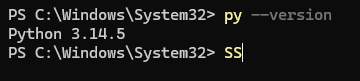 PS C:\Windows\System32> py --version
Python 3.14.5
PS C:\Windows\System32> SS